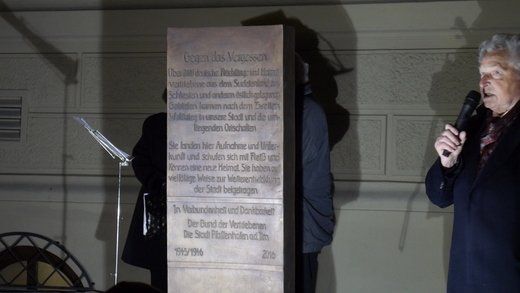 Gegen das Vergessen
Über 2000 deutsche Flüchtlinge und Heimat
vertriebene aus dem Sudetenland, aus
Schlesien und anderen ostlichgelegene
Gebieten kamen nach dem Zweiten
Weltkrieg in unsere Stadt und die um
liegenden Ortschaften
Sie fanden hier Aufnahme und Unter
kunft und schufen sich mit Fleiß und
Können eine neue Heimat. Sie haben auf
vielfältige Weise zur Weiterentwicklung
der Stadt beigetragen
In Verbundenheit und Dankbarkeit
Der Bund der Vertriebenen
Die Stadt Pfaffenhofen a.d. Ilm
1945/1946 2016